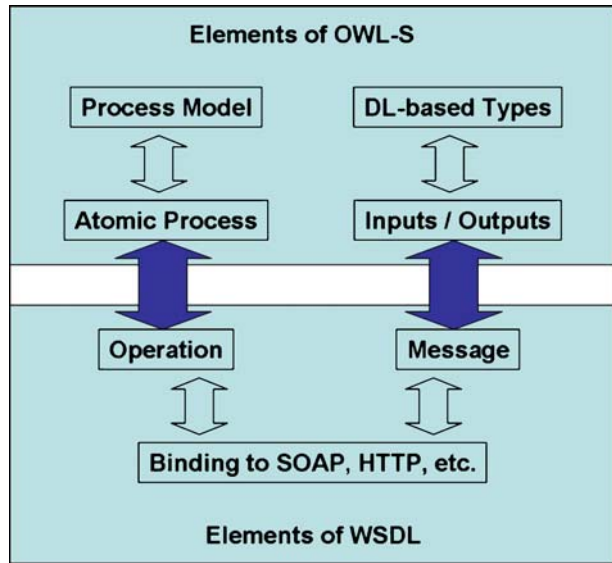 Elements of OWL-S
Process Model
DL-based Types
Atomic Process
Inputs / Outputs
Operation
Message
Binding to SOAP, HTTP, etc.
Elements of WSDL